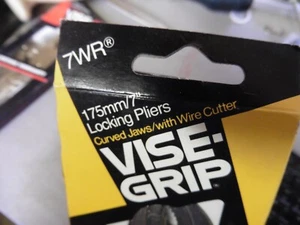 7WR®
175mm/7"
Locking Pliers
Curved Jaws/with Wire Cutter
VISE-
GRIP